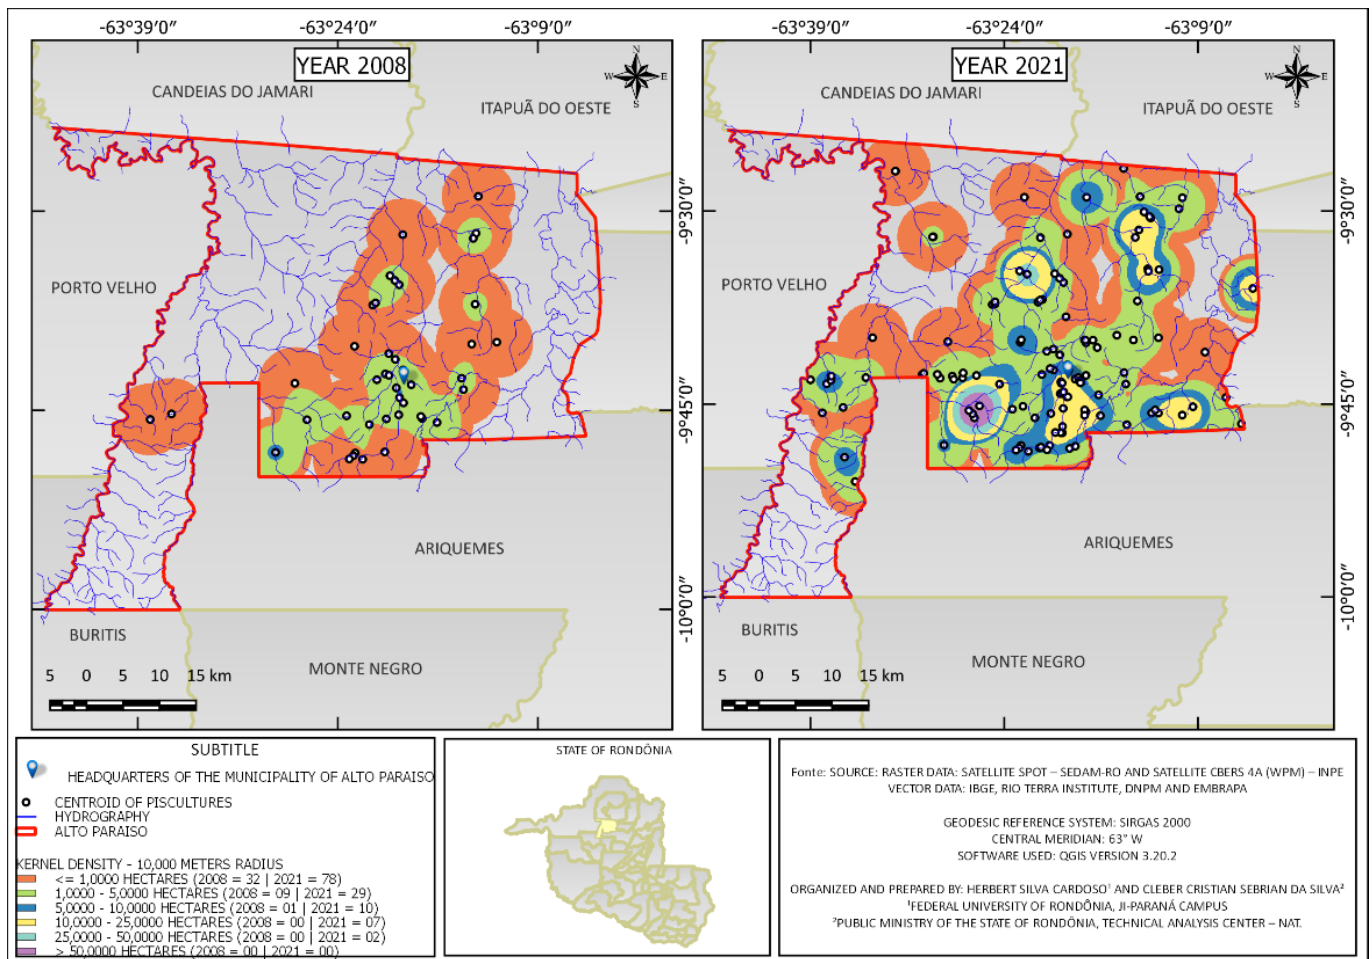 -63°39'0"
-63°24'0"
-63°9'0"
-63°39'0"
-63°24'0"
-63°9'0"
YEAR 2008
YEAR 2021
N
W
E
S
N
W
E
S
CANDEIAS DO JAMARI
ITAPUÃ DO OESTE
CANDEIAS DO JAMARI
ITAPUÃ DO OESTE
-9°30'0"
-9°30'0"
PORTO VELHO
PORTO VELHO
-9°45'0"
-9°45'0"
ARIQUEMES
ARIQUEMES
-10°0'0"
-10°0'0"
BURITIS
BURITIS
MONTE NEGRO
MONTE NEGRO
5 0 5 10 15 km
5 0 5 10 15 km
SUBTITLE
HEADQUARTERS OF THE MUNICIPALITY OF ALTO PARAISO
CENTROID OF PISCULTURES
HYDROGRAPHY
ALTO PARAISO
KERNEL DENSITY - 10,000 METERS RADIUS
<= 1,0000 HECTARES (2008 = 32 | 2021 = 78)
1,0000 - 5,0000 HECTARES (2008 = 09 | 2021 = 29)
5,0000 - 10,0000 HECTARES (2008 = 01 | 2021 = 10)
10,0000 - 25,0000 HECTARES (2008 = 00 | 2021 = 07)
25,0000 - 50,0000 HECTARES (2008 = 00 | 2021 = 02)
> 50,0000 HECTARES (2008 = 00 | 2021 = 00)
STATE OF RONDÔNIA
Fonte: SOURCE: RASTER DATA: SATELLITE SPOT – SEDAM-RO AND SATELLITE CBERS 4A (WPM) – INPE
VECTOR DATA: IBGE, RIO TERRA INSTITUTE, DNPM AND EMBRAPA
GEODESIC REFERENCE SYSTEM: SIRGAS 2000
CENTRAL MERIDIAN: 63° W
SOFTWARE USED: QGIS VERSION 3.20.2
ORGANIZED AND PREPARED BY: HERBERT SILVA CARDOSO¹ AND CLEBER CRISTIAN SEBRIAN DA SILVA²
¹FEDERAL UNIVERSITY OF RONDÔNIA, JI-PARANÁ CAMPUS
²PUBLIC MINISTRY OF THE STATE OF RONDÔNIA, TECHNICAL ANALYSIS CENTER – NAT.